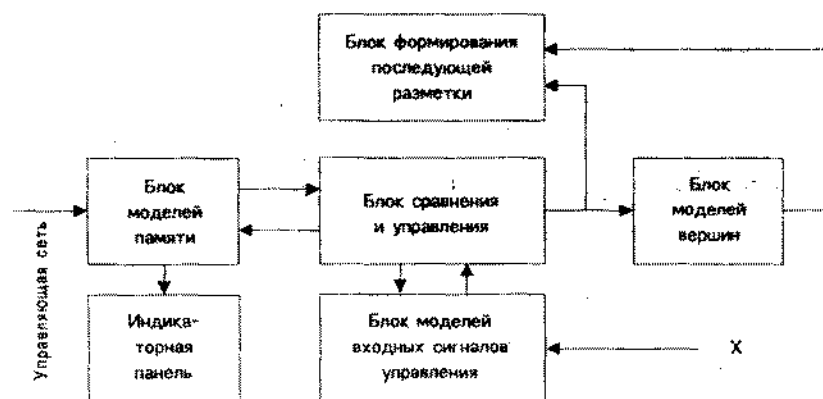 Блок формирования
последующей
разметки
Блок
моделей
памяти
Блок сравнения
и управления
Блок
моделей
вершин
Управляющая сеть
Индика-
торная
панель
Блок моделей
входных сигналов
управления
X